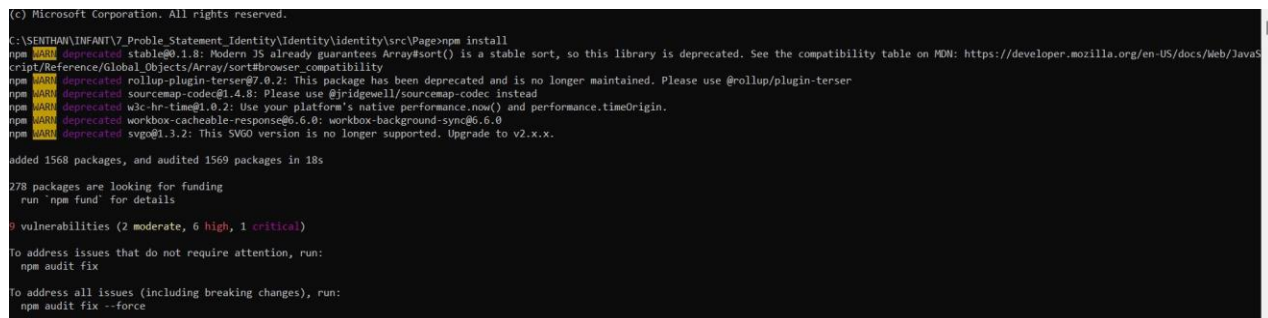 (c) Microsoft Corporation. All rights reserved.
C:\SENTHAN\INFANT\7_Proble_Statement_Identity\Identity\identity\src\Page>npm install
npm WARN deprecated stable@0.1.8: Modern JS already guarantees Array#sort() is a stable sort, so this library is deprecated. See the compatibility table on MDN: https://developer.mozilla.org/en-US/docs/Web/JavaS
cript/Reference/Global_Objects/Array/sort#browser_compatibility
npm WARN deprecated rollup-plugin-terser@7.0.2: This package has been deprecated and is no longer maintained. Please use @rollup/plugin-terser
npm WARN deprecated sourcemap-codec@1.4.8: Please use @jridgewell/sourcemap-codec instead
npm WARN deprecated w3c-hr-time@1.0.2: Use your platform's native performance.now() and performance.timeOrigin.
npm WARN deprecated workbox-cacheable-response@6.6.0: workbox-background-sync@6.6.0
npm WARN deprecated svgo@1.3.2: This SVGO version is no longer supported. Upgrade to v2.x.x.
added 1568 packages, and audited 1569 packages in 18s
278 packages are looking for funding
run `npm fund` for details
9 vulnerabilities (2 moderate, 6 high, 1 critical)
To address issues that do not require attention, run:
npm audit fix
To address all issues (including breaking changes), run:
npm audit fix --force